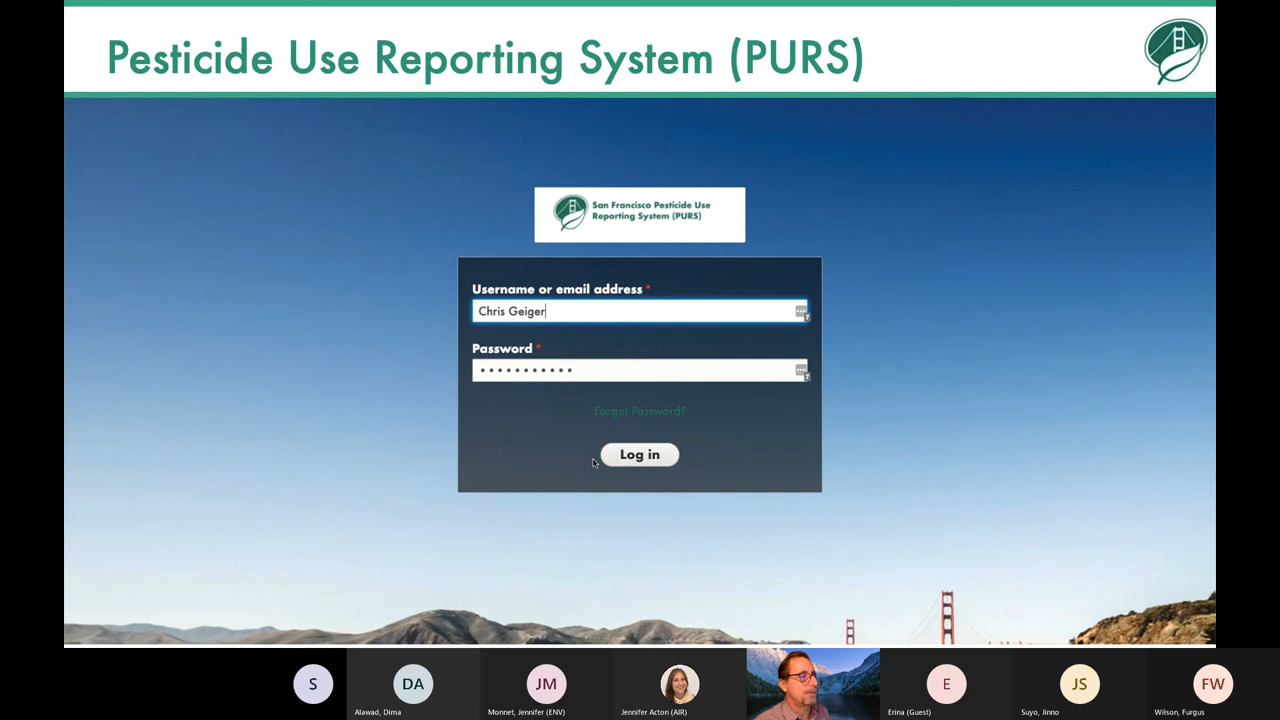 Pesticide Use Reporting System (PURS)
San Francisco Pesticide Use
Reporting System (PURS)
Username or email address *
Chris Geiger
Password *
Forgot Password?
Log in
S
DA
JM
E
JS
FW
Alawad, Dima
Monnet, Jennifer (ENV)
Jennifer Acton (AIR)
Erina (Guest)
Suyo, Jinno
Wilson, Furgus